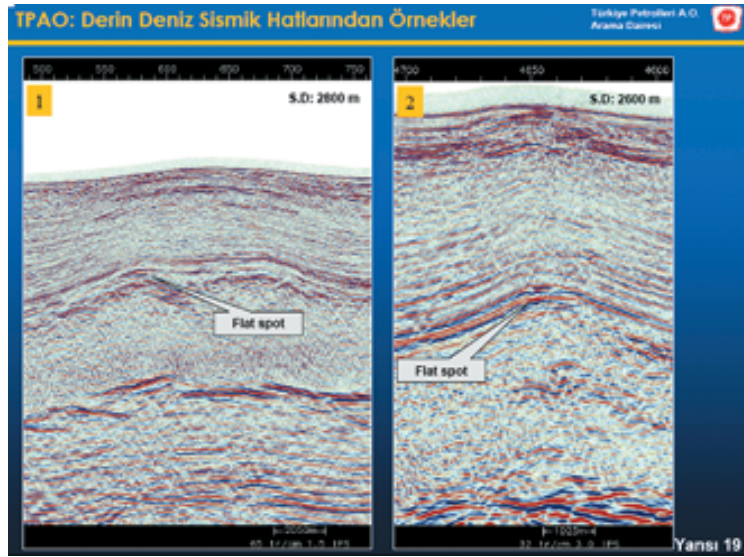 TPAO: Derin Deniz Sismik Hatlarından Örnekler
Türkiye Petrolleri A.O.
Arama Dairesi
500 550 600 650 700 750
1
S.D: 2800 m
Flat spot
4700 4650 4600
2
S.D: 2600 m
Flat spot
Yansı 19